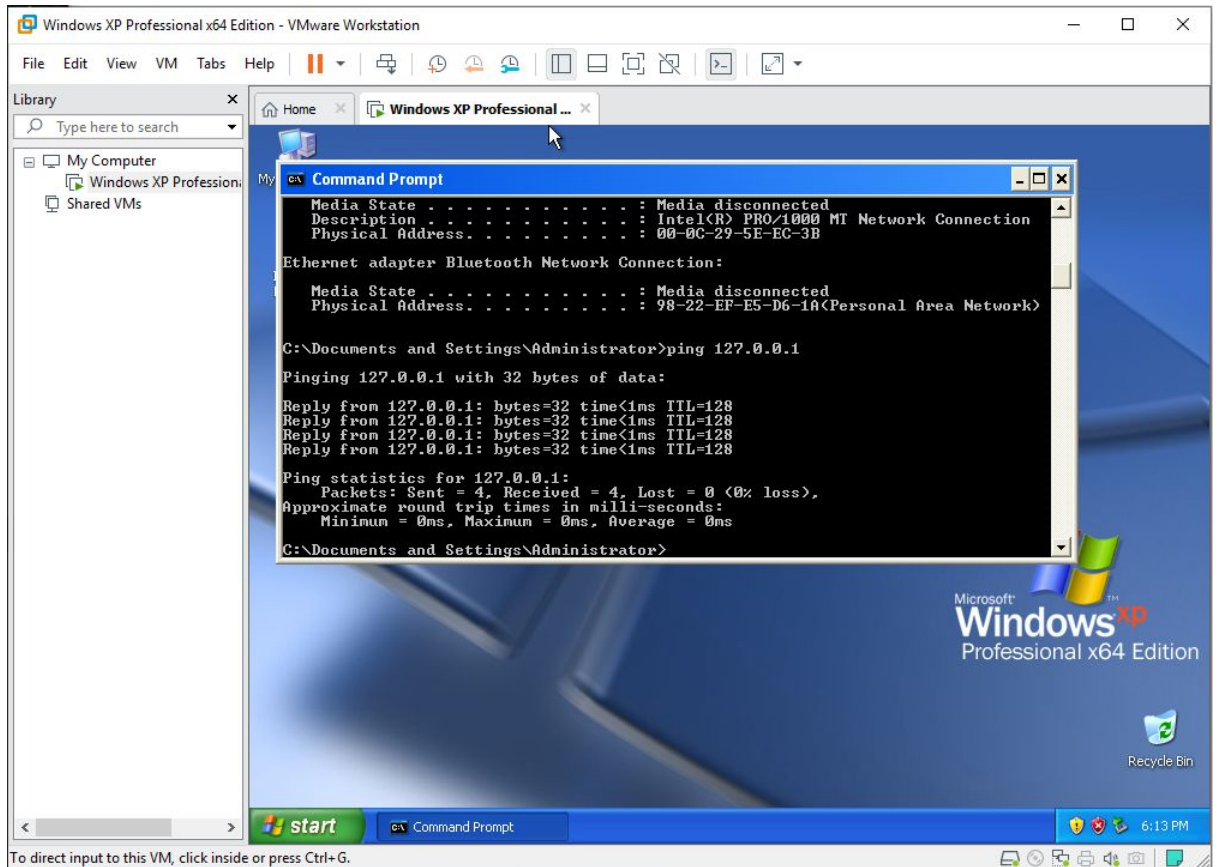 Windows XP Professional x64 Edition - VMware Workstation
File Edit View VM Tabs Help
Library
Type here to search
My Computer
Windows XP Profession
Shared VMs
Home
Windows XP Professional ...
My
Command Prompt
Media State . . . . . . . . . . . : Media disconnected
Description . . . . . . . . . . . : Intel(R) PRO/1000 MT Network Connection
Physical Address. . . . . . . . . : 00-0C-29-5E-EC-3B
Ethernet adapter Bluetooth Network Connection:
Media State . . . . . . . . . . . : Media disconnected
Physical Address. . . . . . . . . : 98-22-EF-E5-D6-1A(Personal Area Network)
C:\Documents and Settings\Administrator>ping 127.0.0.1
Pinging 127.0.0.1 with 32 bytes of data:
Reply from 127.0.0.1: bytes=32 time<1ms TTL=128
Reply from 127.0.0.1: bytes=32 time<1ms TTL=128
Reply from 127.0.0.1: bytes=32 time<1ms TTL=128
Reply from 127.0.0.1: bytes=32 time<1ms TTL=128
Ping statistics for 127.0.0.1:
Packets: Sent = 4, Received = 4, Lost = 0 (0% loss),
Approximate round trip times in milli-seconds:
Minimum = 0ms, Maximum = 0ms, Average = 0ms
C:\Documents and Settings\Administrator>
Microsoft
Windows xp TM
Professional x64 Edition
Recycle Bin
start
Command Prompt
6:13 PM
To direct input to this VM, click inside or press Ctrl+G.